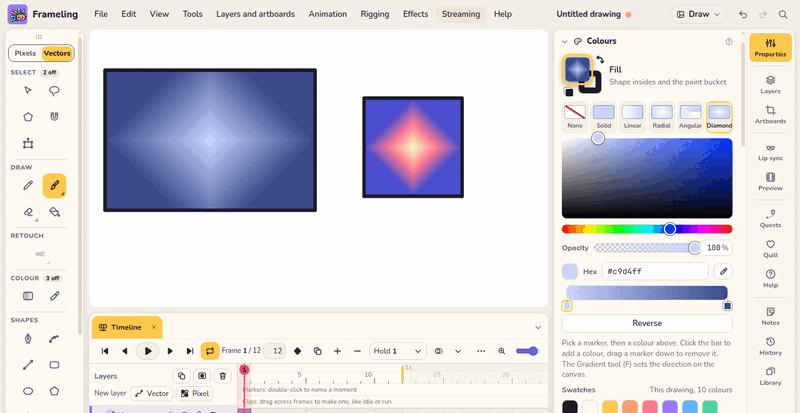 Frameling
File Edit View Tools Layers and artboards Animation Rigging Effects Streaming Help
Untitled drawing
Draw
Pixels Vectors
SELECT 2 off
DRAW
RETOUCH
COLOUR 3 off
SHAPES
Timeline
Frame 1 / 12 12 Hold 1
Layers
New layer Vector Pixel
1 5 10 1s 15 20
Markers: double-click to name a moment
Clips: drag across frames to make one, like idle or run
Colours
Fill
Shape insides and the paint bucket
None Solid Linear Radial Angular Diamond
Opacity 100 %
Hex #c9d4ff
Reverse
Pick a marker, then a colour above. Click the bar
to add a colour, drag a marker down to remove it.
The Gradient tool (F) sets the direction on the
canvas.
Swatches This drawing, 10 colours
Properties
Layers
Artboards
Lip sync
Preview
Quests
Quill
Help
Notes
History
Library